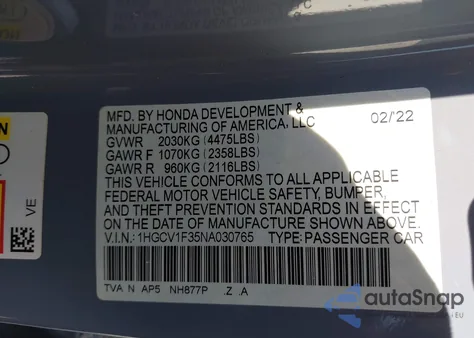 MFD. BY HONDA DEVELOPMENT &
MANUFACTURING OF AMERICA, LLC 02/'22
GVWR 2030KG (4475LBS)
GAWR F 1070KG (2358LBS)
GAWR R 960KG (2116LBS)
THIS VEHICLE CONFORMS TO ALL APPLICABLE
FEDERAL MOTOR VEHICLE SAFETY, BUMPER,
AND THEFT PREVENTION STANDARDS IN EFFECT
ON THE DATE OF MANUFACTURE SHOWN ABOVE.
V.I.N.: 1HGCV1F35NA030765 TYPE: PASSENGER CAR
TVA N AP5 NH877P .Z .A
VE
autoSnap